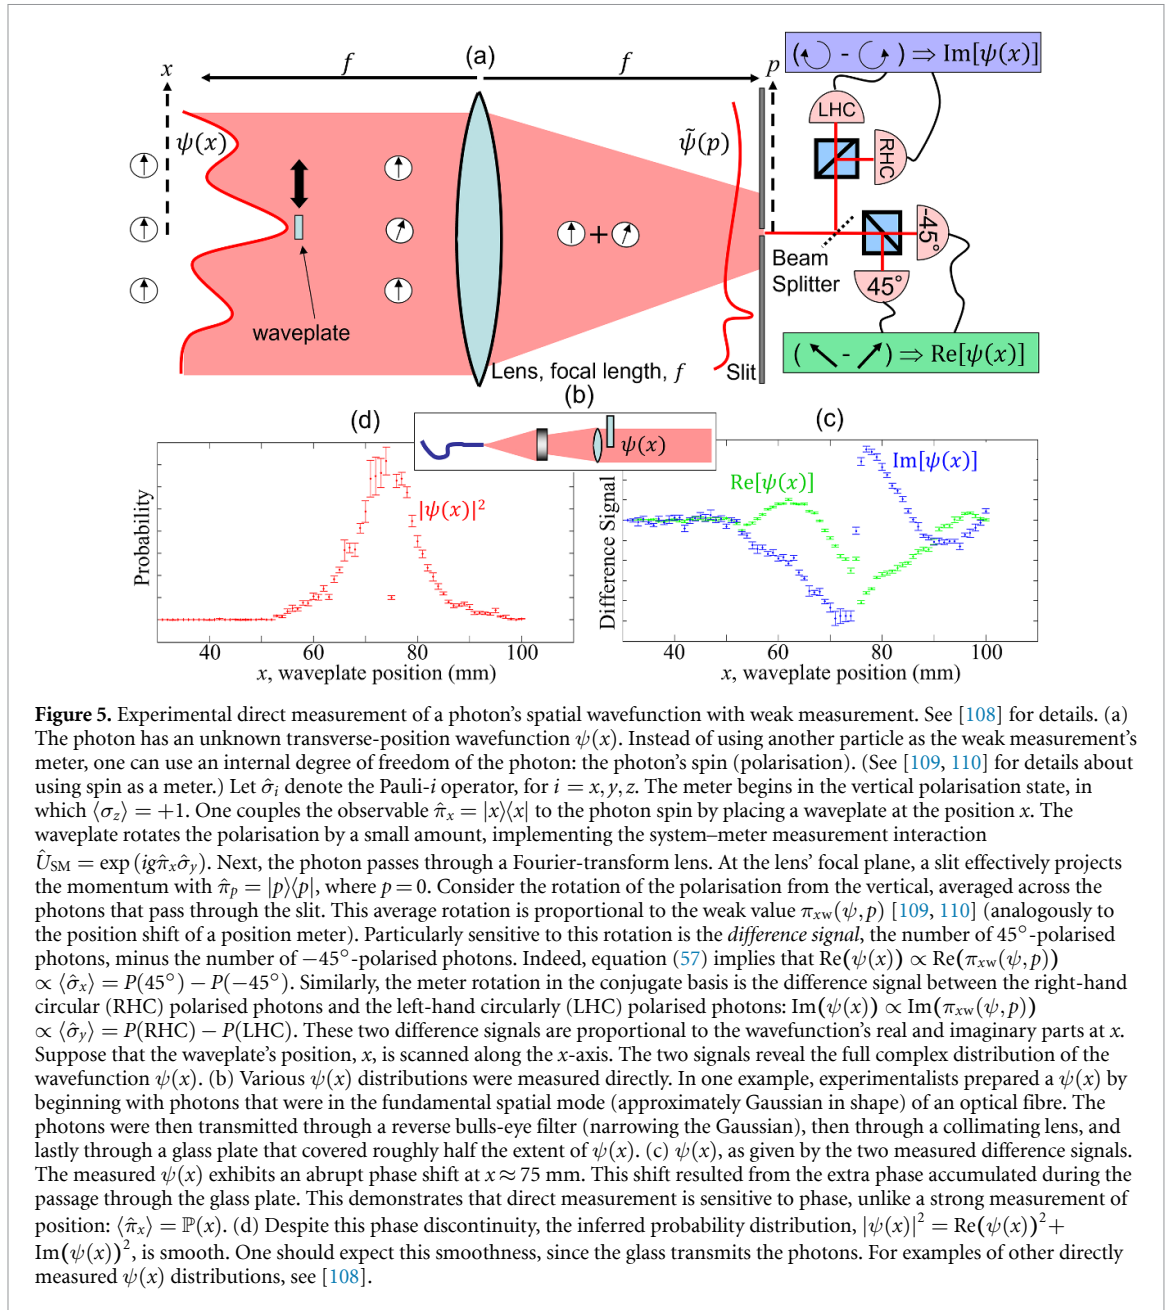 (a)
x
f
f
p
ψ(x)
ψ̃(p)
waveplate
+
Lens, focal length, f
Slit
Beam
Splitter
( - ) ⇒ Im[ψ(x)]
LHC
RHC
-45°
45°
( - ) ⇒ Re[ψ(x)]
(b)
ψ(x)
(d)
Probability
|ψ(x)|²
40 60 80 100
x, waveplate position (mm)
(c)
Difference Signal
Re[ψ(x)]
Im[ψ(x)]
40 60 80 100
x, waveplate position (mm)
Figure 5. Experimental direct measurement of a photon's spatial wavefunction with weak measurement. See [108] for details. (a)
The photon has an unknown transverse-position wavefunction ψ(x). Instead of using another particle as the weak measurement's
meter, one can use an internal degree of freedom of the photon: the photon's spin (polarisation). (See [109, 110] for details about
using spin as a meter.) Let σ̂ᵢ denote the Pauli-i operator, for i = x, y, z. The meter begins in the vertical polarisation state, in
which ⟨σ_z⟩ = +1. One couples the observable π̂ₓ = |x⟩⟨x| to the photon spin by placing a waveplate at the position x. The
waveplate rotates the polarisation by a small amount, implementing the system–meter measurement interaction
Û_SM = exp (igπ̂ₓσ̂_y). Next, the photon passes through a Fourier-transform lens. At the lens' focal plane, a slit effectively projects
the momentum with π̂_p = |p⟩⟨p|, where p = 0. Consider the rotation of the polarisation from the vertical, averaged across the
photons that pass through the slit. This average rotation is proportional to the weak value π_xw(ψ, p) [109, 110] (analogously to
the position shift of a position meter). Particularly sensitive to this rotation is the difference signal, the number of 45°-polarised
photons, minus the number of −45°-polarised photons. Indeed, equation (57) implies that Re(ψ(x)) ∝ Re(π_xw(ψ, p))
∝ ⟨σ̂ₓ⟩ = P(45°) − P(−45°). Similarly, the meter rotation in the conjugate basis is the difference signal between the right-hand
circular (RHC) polarised photons and the left-hand circularly (LHC) polarised photons: Im(ψ(x)) ∝ Im(π_xw(ψ, p))
∝ ⟨σ̂_y⟩ = P(RHC) − P(LHC). These two difference signals are proportional to the wavefunction's real and imaginary parts at x.
Suppose that the waveplate's position, x, is scanned along the x-axis. The two signals reveal the full complex distribution of the
wavefunction ψ(x). (b) Various ψ(x) distributions were measured directly. In one example, experimentalists prepared a ψ(x) by
beginning with photons that were in the fundamental spatial mode (approximately Gaussian in shape) of an optical fibre. The
photons were then transmitted through a reverse bulls-eye filter (narrowing the Gaussian), then through a collimating lens, and
lastly through a glass plate that covered roughly half the extent of ψ(x). (c) ψ(x), as given by the two measured difference signals.
The measured ψ(x) exhibits an abrupt phase shift at x ≈ 75 mm. This shift resulted from the extra phase accumulated during the
passage through the glass plate. This demonstrates that direct measurement is sensitive to phase, unlike a strong measurement of
position: ⟨π̂ₓ⟩ = ℙ(x). (d) Despite this phase discontinuity, the inferred probability distribution, |ψ(x)|² = Re(ψ(x))² +
Im(ψ(x))², is smooth. One should expect this smoothness, since the glass transmits the photons. For examples of other directly
measured ψ(x) distributions, see [108].